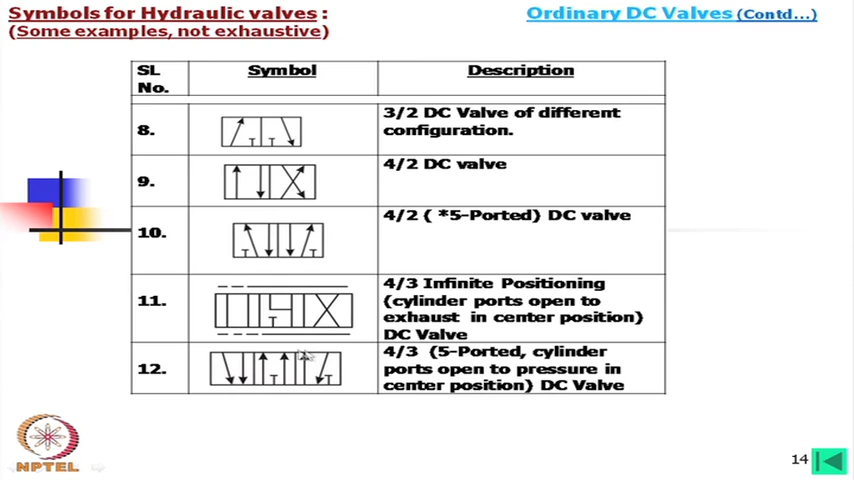 Symbols for Hydraulic valves :
(Some examples, not exhaustive)
Ordinary DC Valves (Contd...)
SL No.
Symbol
Description
8.
3/2 DC Valve of different
configuration.
9.
4/2 DC valve
10.
4/2 ( *5-Ported) DC valve
11.
4/3 Infinite Positioning
(cylinder ports open to
exhaust in center position)
DC Valve
12.
4/3 (5-Ported, cylinder
ports open to pressure in
center position) DC Valve
NPTEL
14